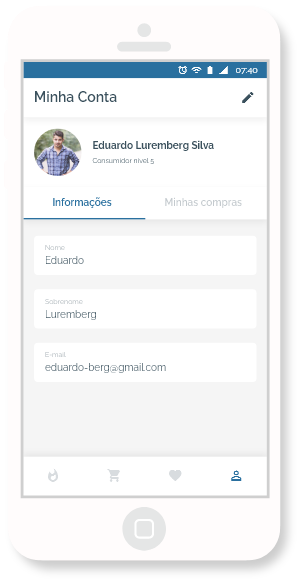 07:40
Minha Conta
Eduardo Luremberg Silva
Consumidor nível 5
Informações
Minhas compras
Nome
Eduardo
Sobrenome
Luremberg
E-mail
eduardo-berg@gmail.com